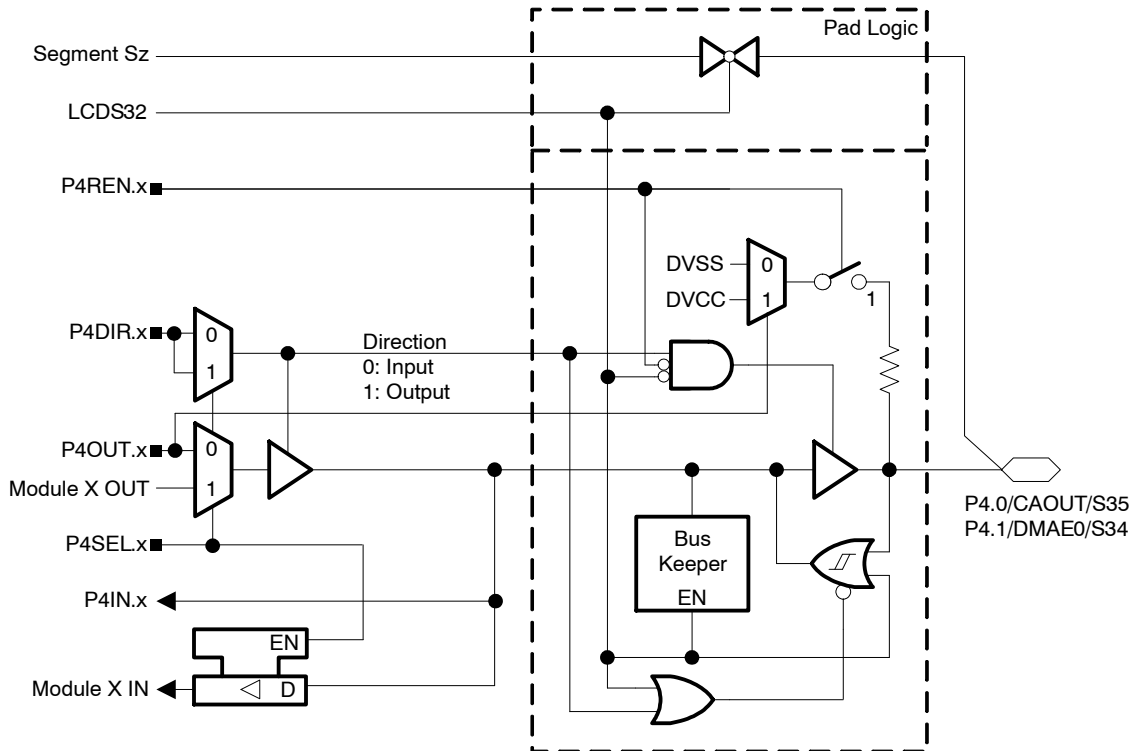 Pad Logic
Segment Sz
LCDS32
P4REN.x
DVSS
0
DVCC
1
1
P4DIR.x
0
1
Direction
0: Input
1: Output
P4OUT.x
0
Module X OUT
1
P4.0/CAOUT/S35
P4.1/DMAE0/S34
P4SEL.x
Bus
Keeper
EN
P4IN.x
EN
Module X IN
D